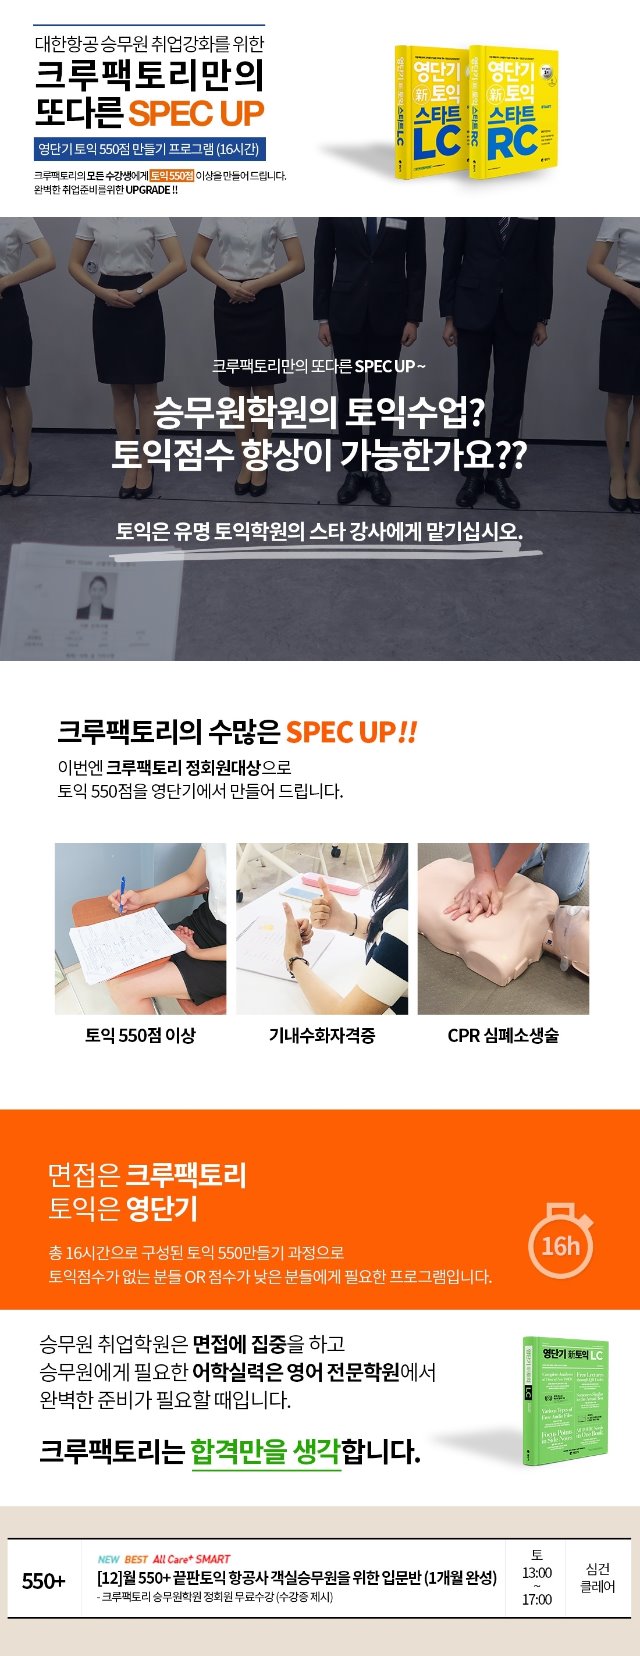 대한항공 승무원 취업강화를 위한
크루팩토리만의
또다른 SPEC UP
영단기 토익 550점 만들기 프로그램 (16시간)
크루팩토리의 모든 수강생에게 토익 550점 이상을 만들어 드립니다.
완벽한 취업준비를위한 UPGRADE !!
영단기
新 토익
스타트
LC
영단기
新 토익
스타트
RC
크루팩토리만의 또다른 SPEC UP ~
승무원학원의 토익수업?
토익점수 향상이 가능한가요??
토익은 유명 토익학원의 스타 강사에게 맡기십시오.
크루팩토리의 수많은 SPEC UP !!
이번엔 크루팩토리 정회원대상으로
토익 550점을 영단기에서 만들어 드립니다.
토익 550점 이상
기내수화자격증
CPR 심폐소생술
면접은 크루팩토리
토익은 영단기
총 16시간으로 구성된 토익 550만들기 과정으로
토익점수가 없는 분들 OR 점수가 낮은 분들에게 필요한 프로그램입니다.
16h
승무원 취업학원은 면접에 집중을 하고
승무원에게 필요한 어학실력은 영어 전문학원에서
완벽한 준비가 필요할 때입니다.
크루팩토리는 합격만을 생각합니다.
영단기 新토익 LC
550+
NEW BEST All Care+ SMART
[12]월 550+ 끝판토익 항공사 객실승무원을 위한 입문반 (1개월 완성)
- 크루팩토리 승무원학원 정회원 무료수강 (수강증 제시)
토
13:00
~
17:00
심건
클레어